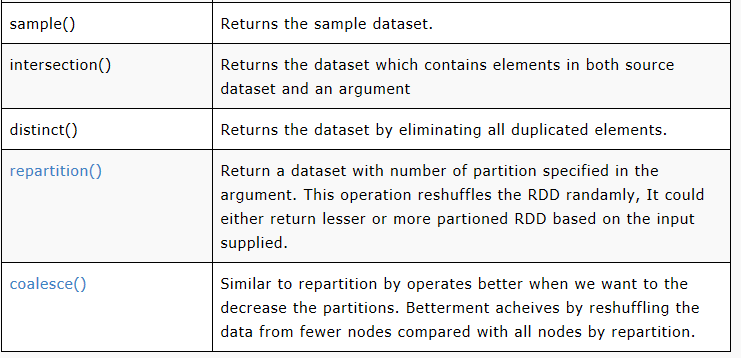 sample()
Returns the sample dataset.
intersection()
Returns the dataset which contains elements in both source
dataset and an argument
distinct()
Returns the dataset by eliminating all duplicated elements.
repartition()
Return a dataset with number of partition specified in the
argument. This operation reshuffles the RDD randamly, It could
either return lesser or more partioned RDD based on the input
supplied.
coalesce()
Similar to repartition by operates better when we want to the
decrease the partitions. Betterment acheives by reshuffling the
data from fewer nodes compared with all nodes by repartition.